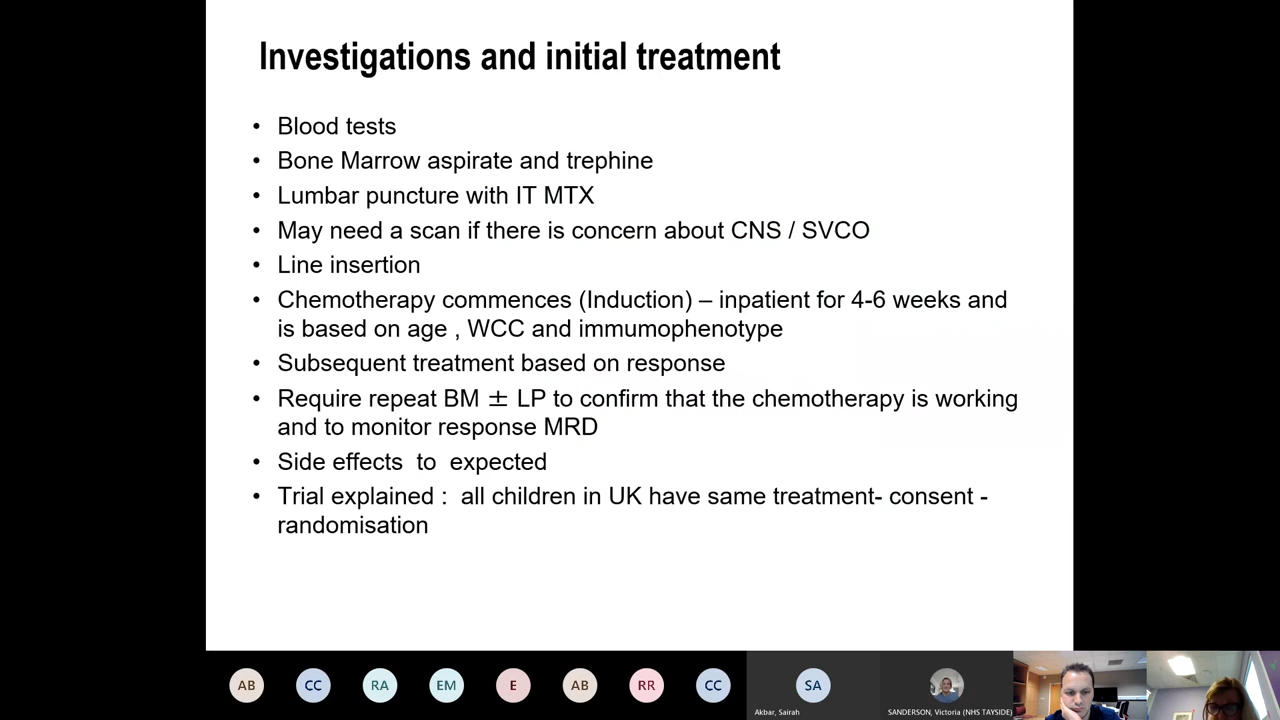 Investigations and initial treatment
• Blood tests
• Bone Marrow aspirate and trephine
• Lumbar puncture with IT MTX
• May need a scan if there is concern about CNS / SVCO
• Line insertion
• Chemotherapy commences (Induction) – inpatient for 4-6 weeks and
is based on age , WCC and immumophenotype
• Subsequent treatment based on response
• Require repeat BM ± LP to confirm that the chemotherapy is working
and to monitor response MRD
• Side effects  to  expected
• Trial explained :  all children in UK have same treatment- consent -
randomisation
AB CC RA EM E AB RR CC SA
Akbar, Sairah
SANDERSON, Victoria (NHS TAYSIDE)